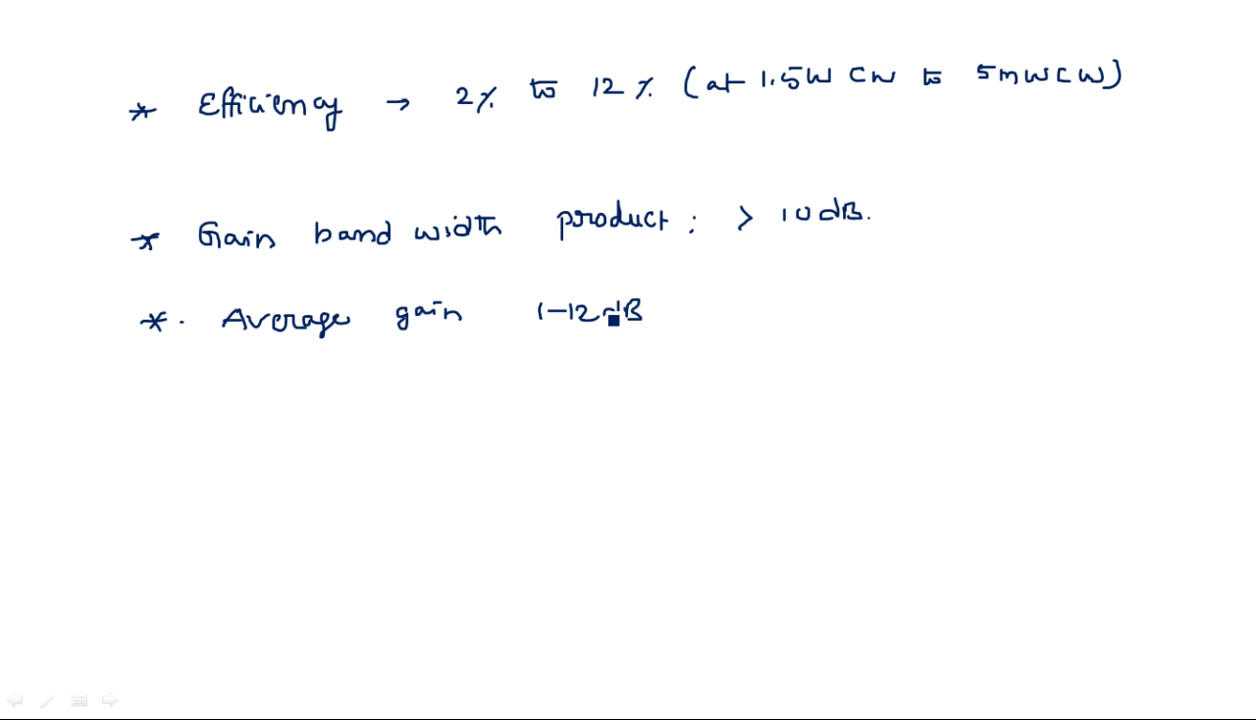 * Efficiency → 2% to 12% (at 1.5W CW to 5mW CW)
* Gain band width product : > 10dB.
*. Average gain 1-12dB